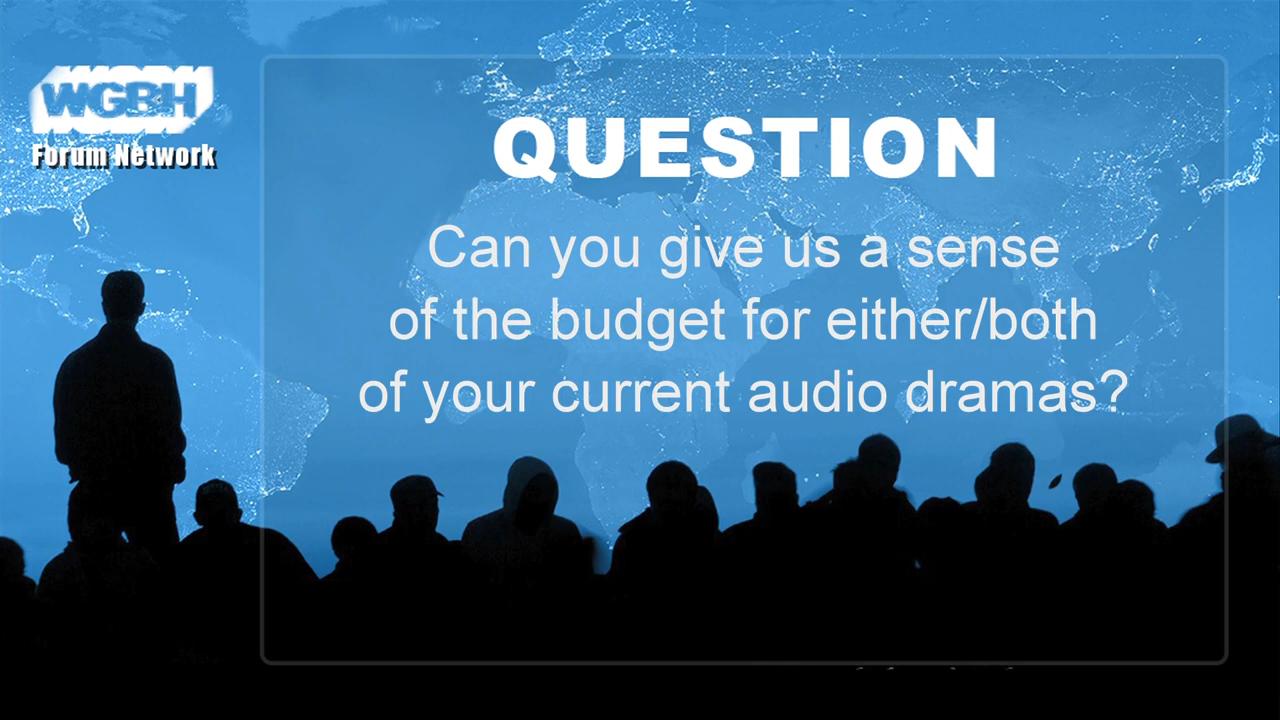 WGBH
Forum Network
QUESTION
Can you give us a sense
of the budget for either/both
of your current audio dramas?